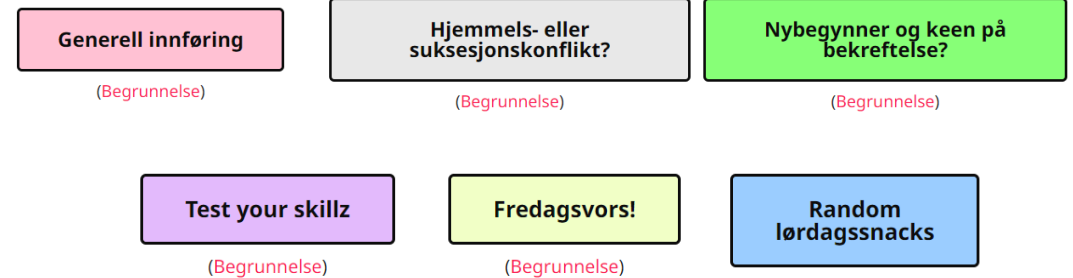 Generell innføring
(Begrunnelse)
Hjemmels- eller
suksesjonskonflikt?
(Begrunnelse)
Nybegynner og keen på
bekreftelse?
(Begrunnelse)
Test your skillz
(Begrunnelse)
Fredagsvors!
(Begrunnelse)
Random
lørdagssnacks